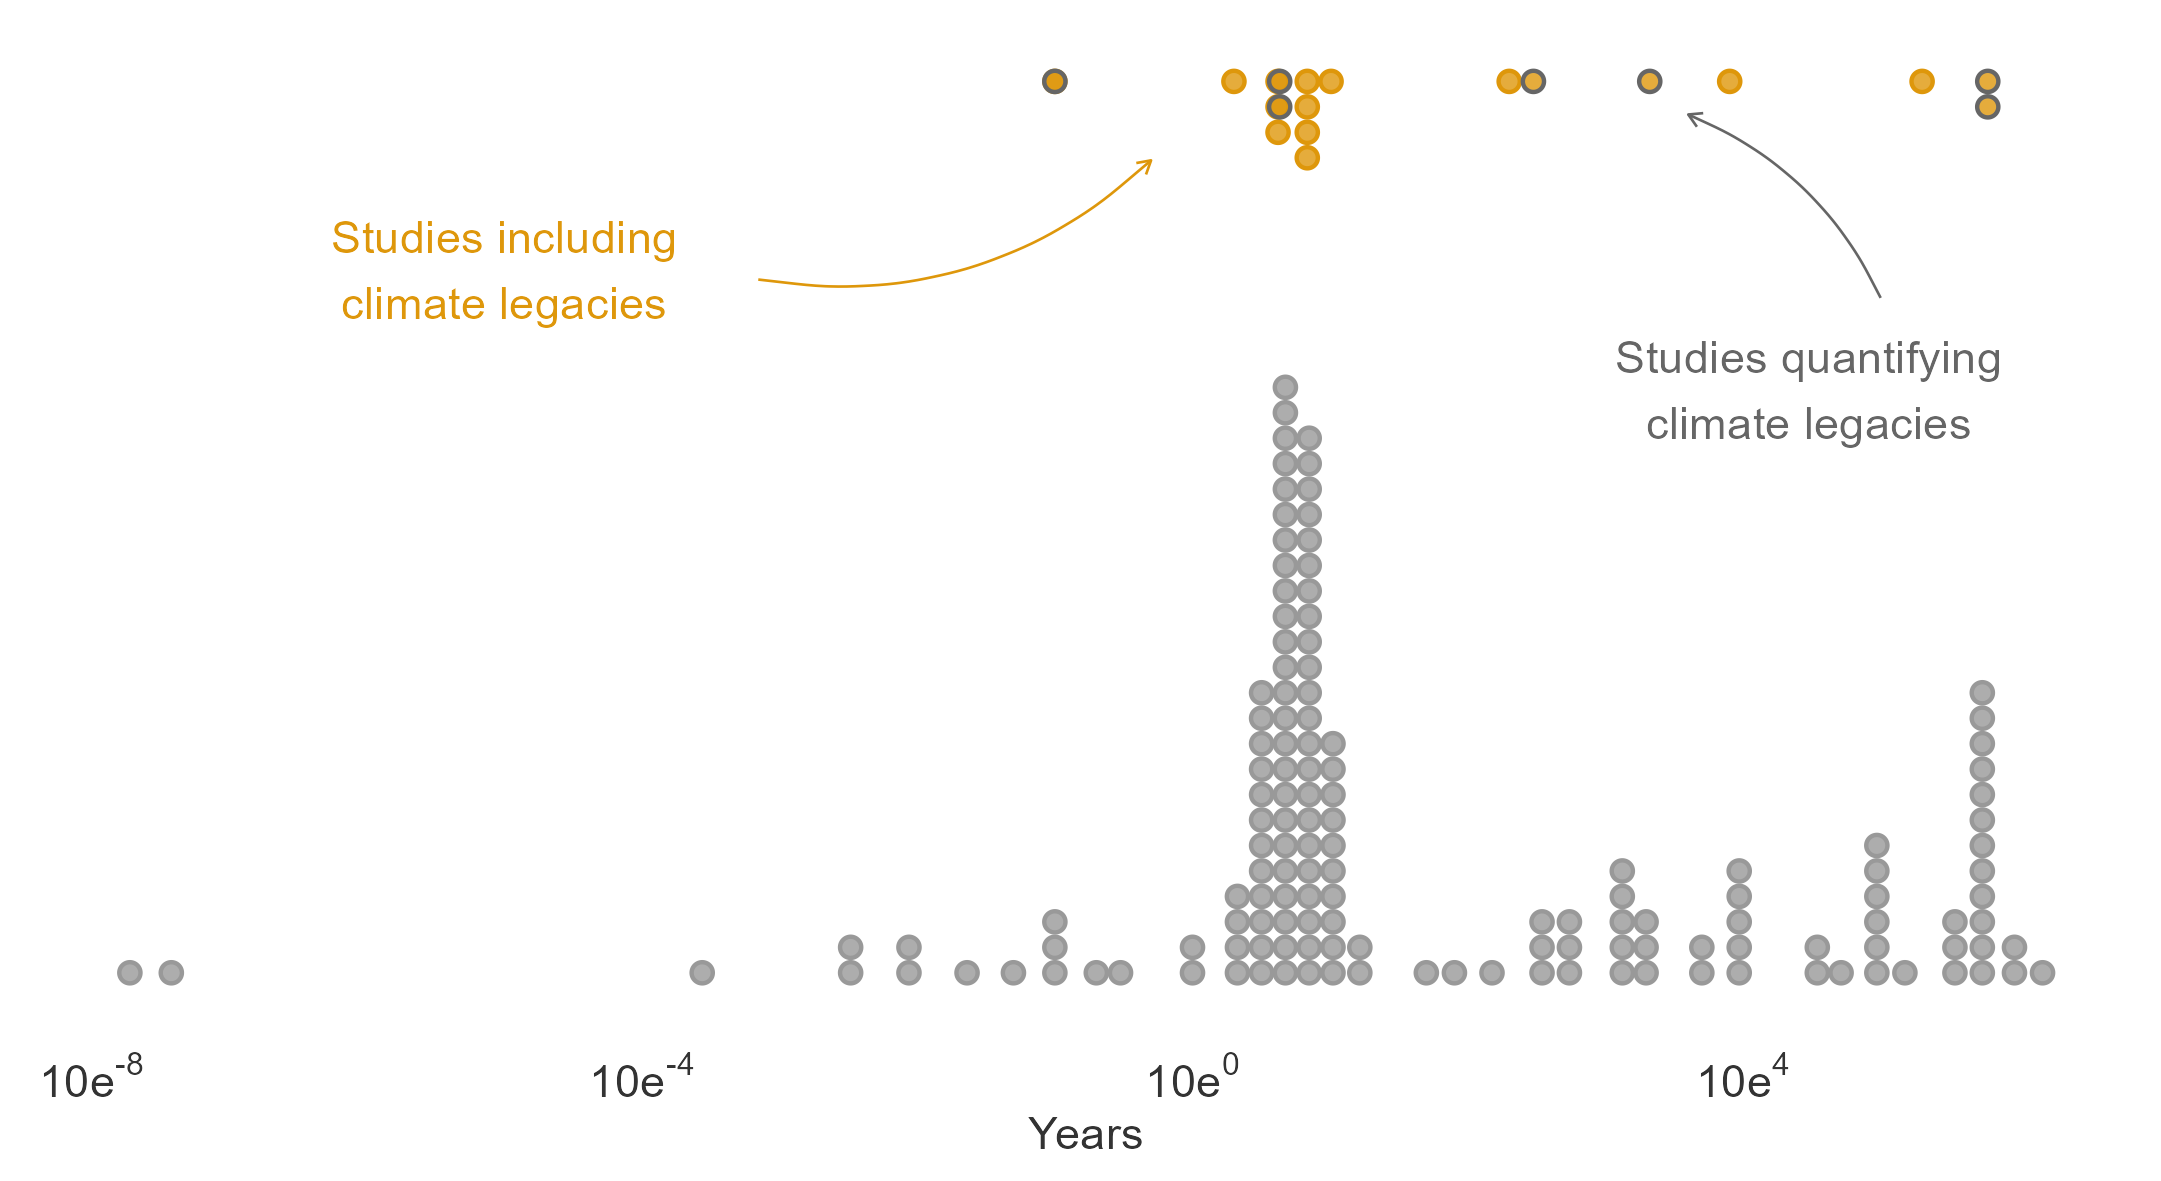 Studies including
climate legacies
Studies quantifying
climate legacies
10e-8 10e-4 10e0 10e4
Years